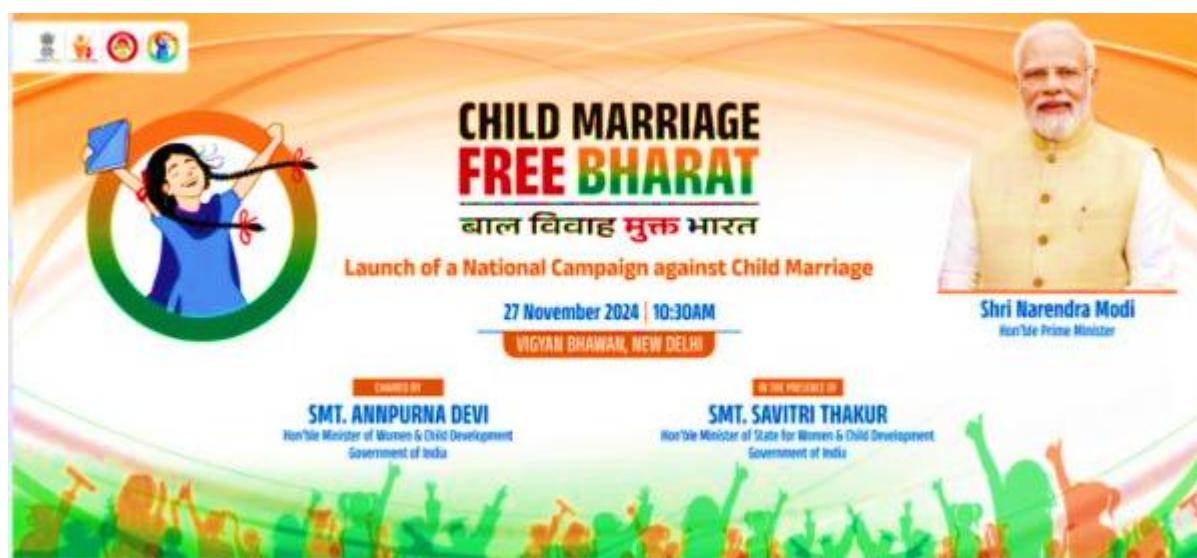 CHILD MARRIAGE
FREE BHARAT
बाल विवाह मुक्त भारत
Launch of a National Campaign against Child Marriage
27 November 2024 | 10:30AM
VIGYAN BHAWAN, NEW DELHI
Shri Narendra Modi
Hon'ble Prime Minister
CHAIRED BY
SMT. ANNPURNA DEVI
Hon'ble Minister of Women & Child Development
Government of India
IN THE PRESENCE OF
SMT. SAVITRI THAKUR
Hon'ble Minister of State for Women & Child Development
Government of India